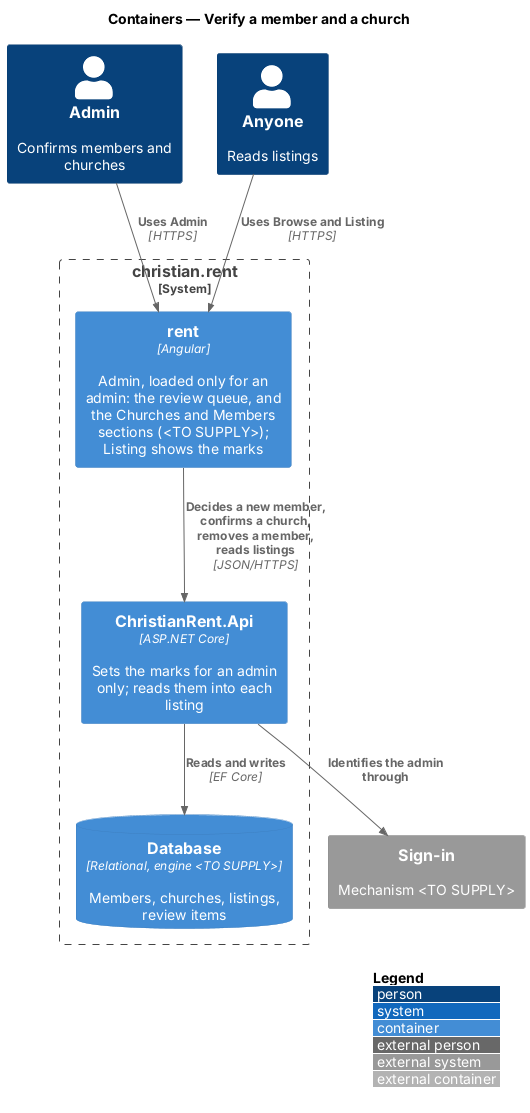 Containers — Verify a member and a church
Admin
Confirms members and
churches
Anyone
Reads listings
Uses Admin
[HTTPS]
Uses Browse and Listing
[HTTPS]
christian.rent
[System]
rent
[Angular]
Admin, loaded only for an
admin: the review queue, and
the Churches and Members
sections (<TO SUPPLY>);
Listing shows the marks
Decides a new member,
confirms a church,
removes a member,
reads listings
[JSON/HTTPS]
ChristianRent.Api
[ASP.NET Core]
Sets the marks for an admin
only; reads them into each
listing
Reads and writes
[EF Core]
Identifies the admin
through
Database
[Relational, engine <TO SUPPLY>]
Members, churches, listings,
review items
Sign-in
Mechanism <TO SUPPLY>
Legend
person
system
container
external person
external system
external container